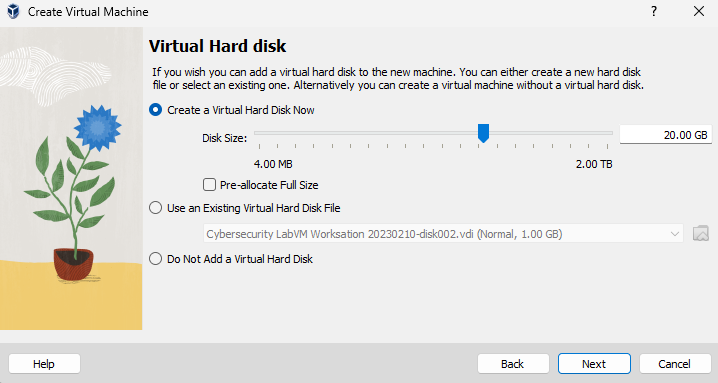 Create Virtual Machine
?
Virtual Hard disk
If you wish you can add a virtual hard disk to the new machine. You can either create a new hard disk
file or select an existing one. Alternatively you can create a virtual machine without a virtual hard disk.
Create a Virtual Hard Disk Now
Disk Size:
20.00 GB
4.00 MB
2.00 TB
Pre-allocate Full Size
Use an Existing Virtual Hard Disk File
Cybersecurity LabVM Worksation 20230210-disk002.vdi (Normal, 1.00 GB)
Do Not Add a Virtual Hard Disk
Help
Back
Next
Cancel